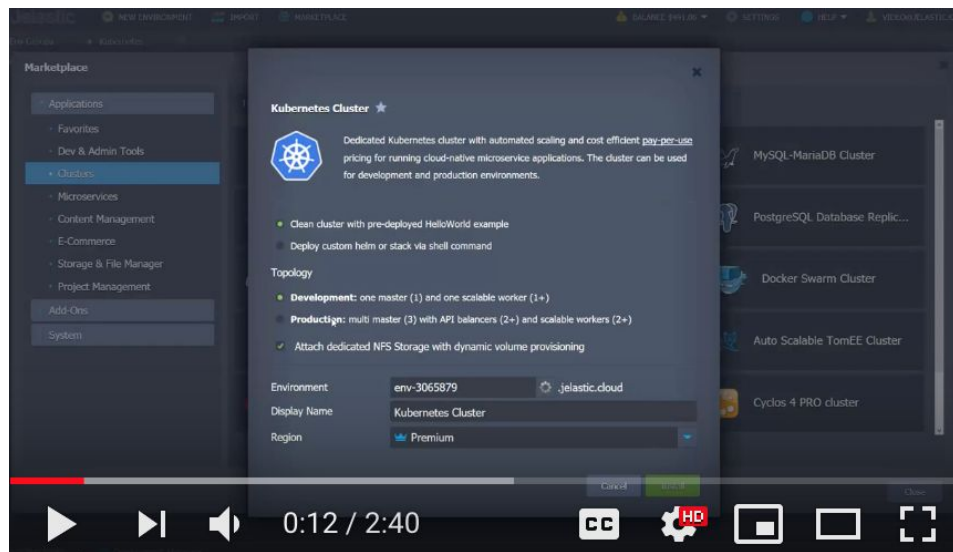 Jelastic NEW ENVIRONMENT IMPORT MARKETPLACE SETTINGS HELP
Kubernetes
Marketplace
Applications
Favorites
Dev & Admin Tools
Clusters
Microservices
Content Management
E-Commerce
Storage & File Manager
Project Management
Add-Ons
System
Kubernetes Cluster
Dedicated Kubernetes cluster with automated scaling and cost efficient pay-per-use
pricing for running cloud-native microservice applications. The cluster can be used
for development and production environments.
Clean cluster with pre-deployed HelloWorld example
Deploy custom helm or stack via shell command
Topology
Development: one master (1) and one scalable worker (1+)
Production: multi master (3) with API balancers (2+) and scalable workers (2+)
Attach dedicated NFS Storage with dynamic volume provisioning
Environment env-3065879 .jelastic.cloud
Display Name Kubernetes Cluster
Region Premium
Cancel Install
MySQL-MariaDB Cluster
PostgreSQL Database Replic...
Docker Swarm Cluster
Auto Scalable TomEE Cluster
Cyclos 4 PRO cluster
Close
0:12 / 2:40
CC
HD